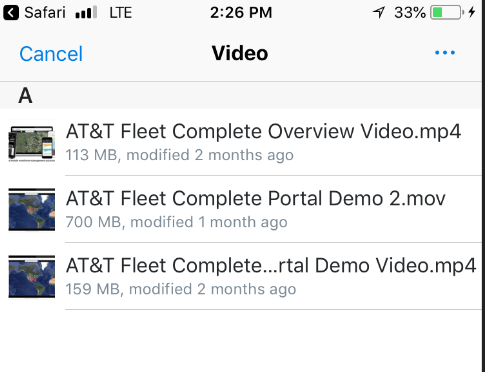 Safari LTE 2:26 PM 33%
Cancel Video ...
A
AT&T Fleet Complete Overview Video.mp4
113 MB, modified 2 months ago
AT&T Fleet Complete Portal Demo 2.mov
700 MB, modified 1 month ago
AT&T Fleet Complete...rtal Demo Video.mp4
159 MB, modified 2 months ago